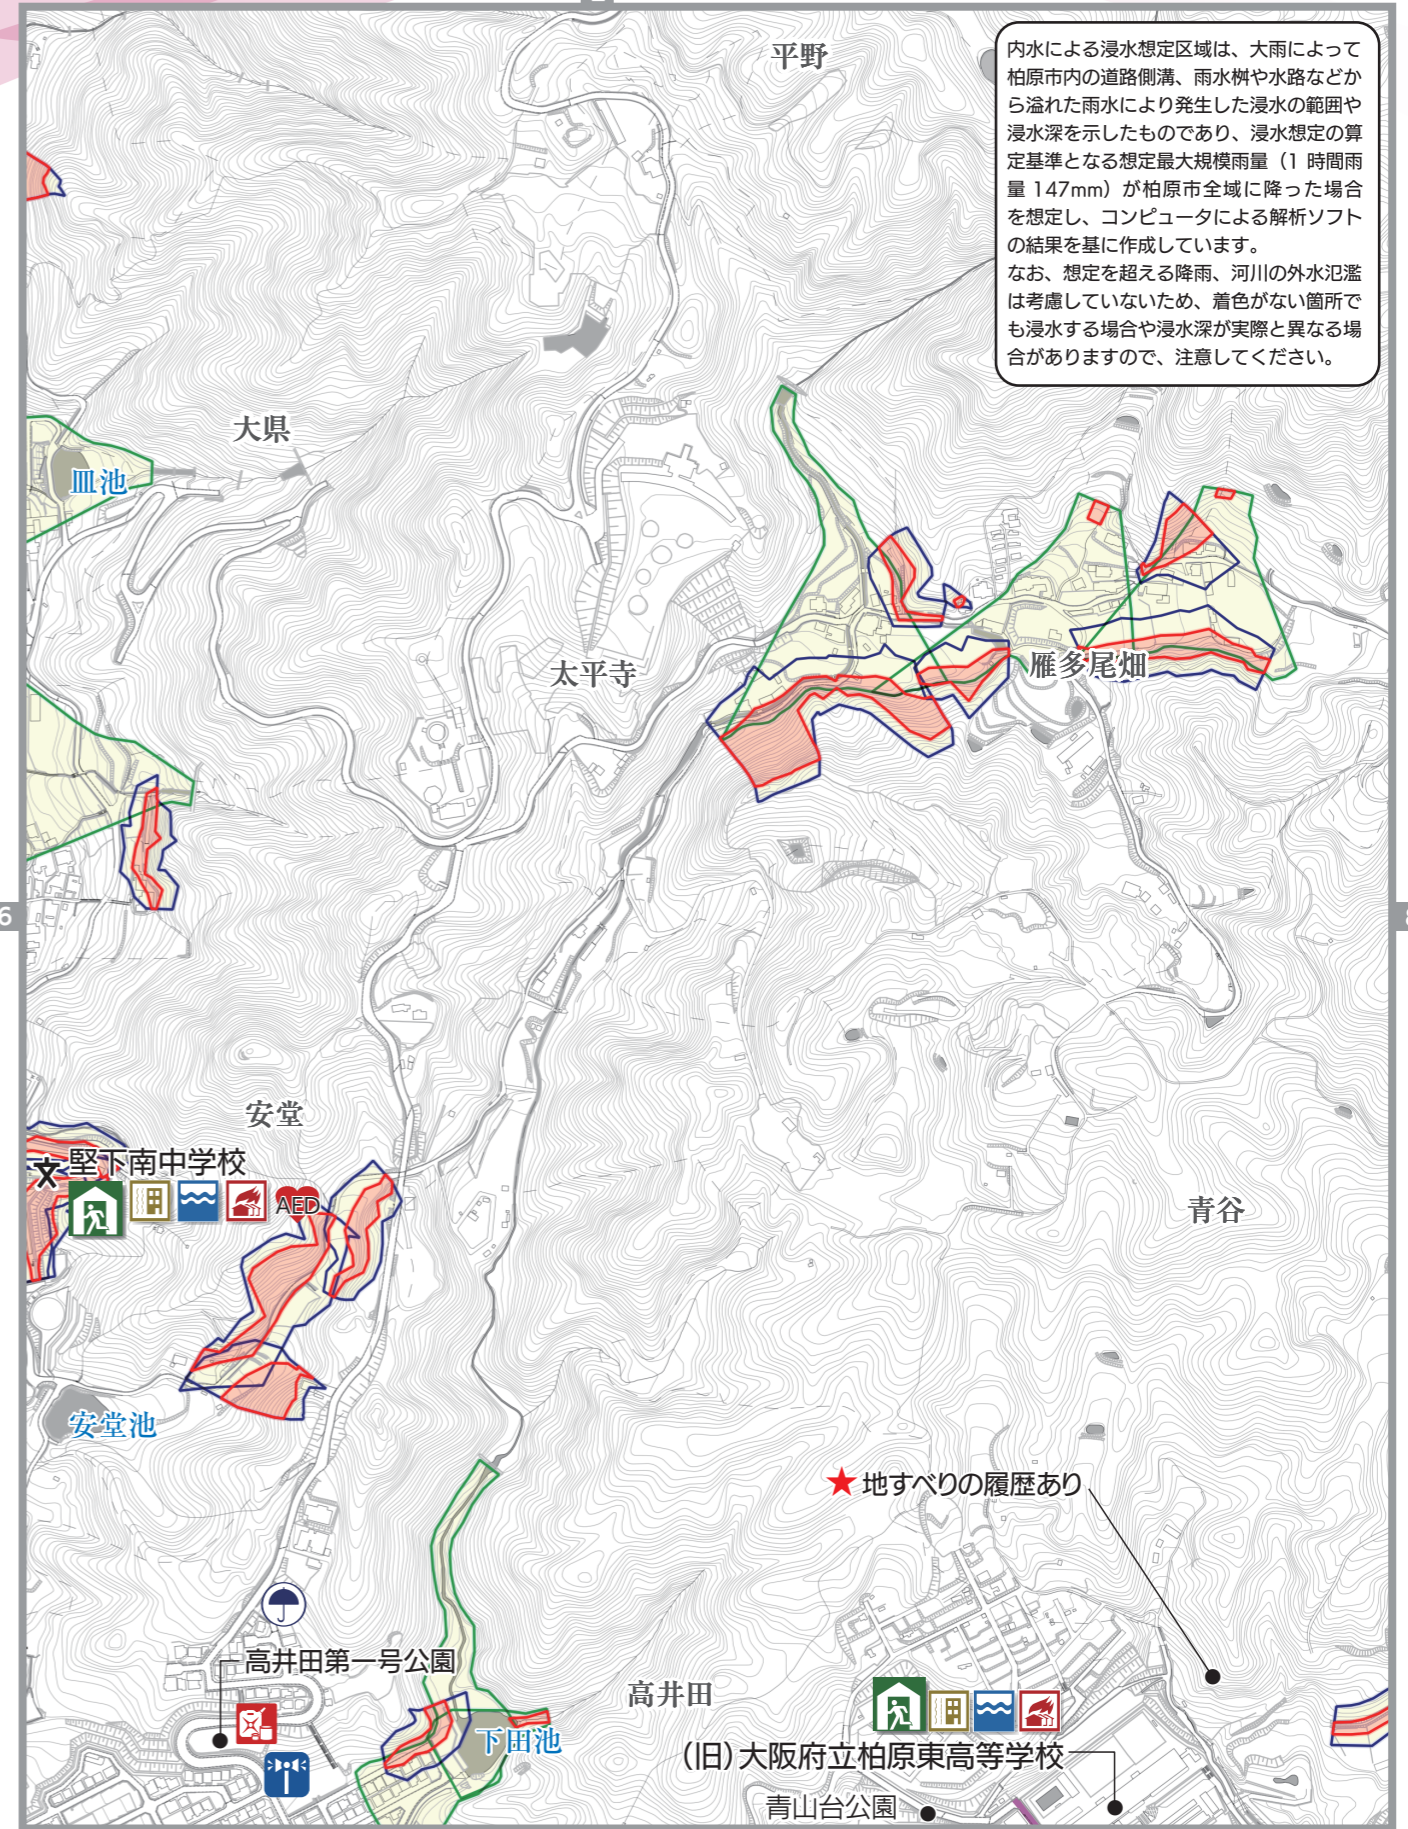 平野
内水による浸水想定区域は、大雨によって
柏原市内の道路側溝、雨水桝や水路などか
ら溢れた雨水により発生した浸水の範囲や
浸水深を示したものであり、浸水想定の算
定基準となる想定最大規模雨量（1 時間雨
量 147mm）が柏原市全域に降った場合
を想定し、コンピュータによる解析ソフト
の結果を基に作成しています。
なお、想定を超える降雨、河川の外水氾濫
は考慮していないため、着色がない箇所で
も浸水する場合や浸水深が実際と異なる場
合がありますので、注意してください。
大県
皿池
太平寺
雁多尾畑
6
安堂
堅下南中学校
文
AED
青谷
安堂池
★地すべりの履歴あり
高井田第一号公園
高井田
下田池
（旧）大阪府立柏原東高等学校
青山台公園